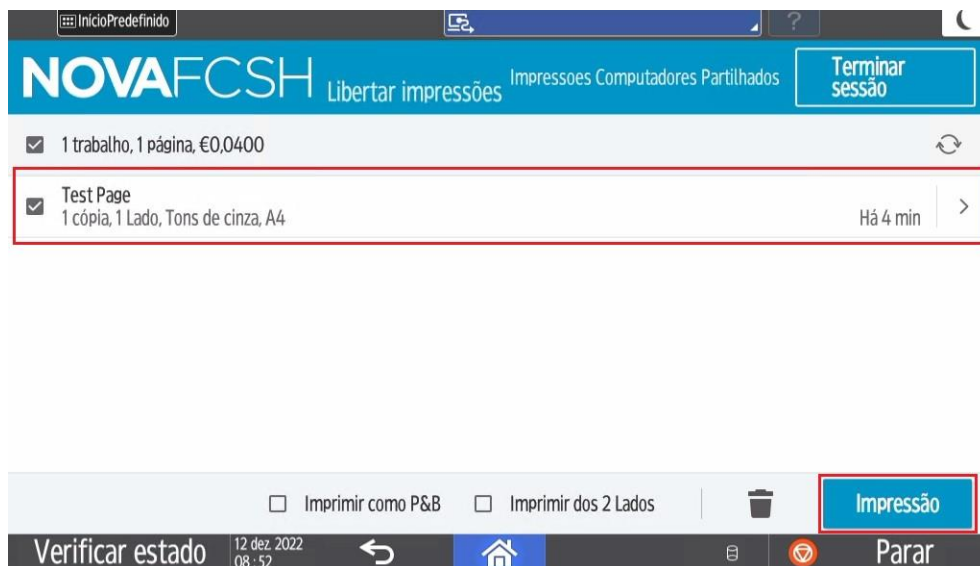 InícioPredefinido
?
NOVAFCSH Libertar impressões Impressoes Computadores Partilhados Terminar sessão
1 trabalho, 1 página, €0,0400
Test Page
1 cópia, 1 Lado, Tons de cinza, A4
Há 4 min
Imprimir como P&B Imprimir dos 2 Lados Impressão
Verificar estado 12 dez. 2022 08:52 Parar